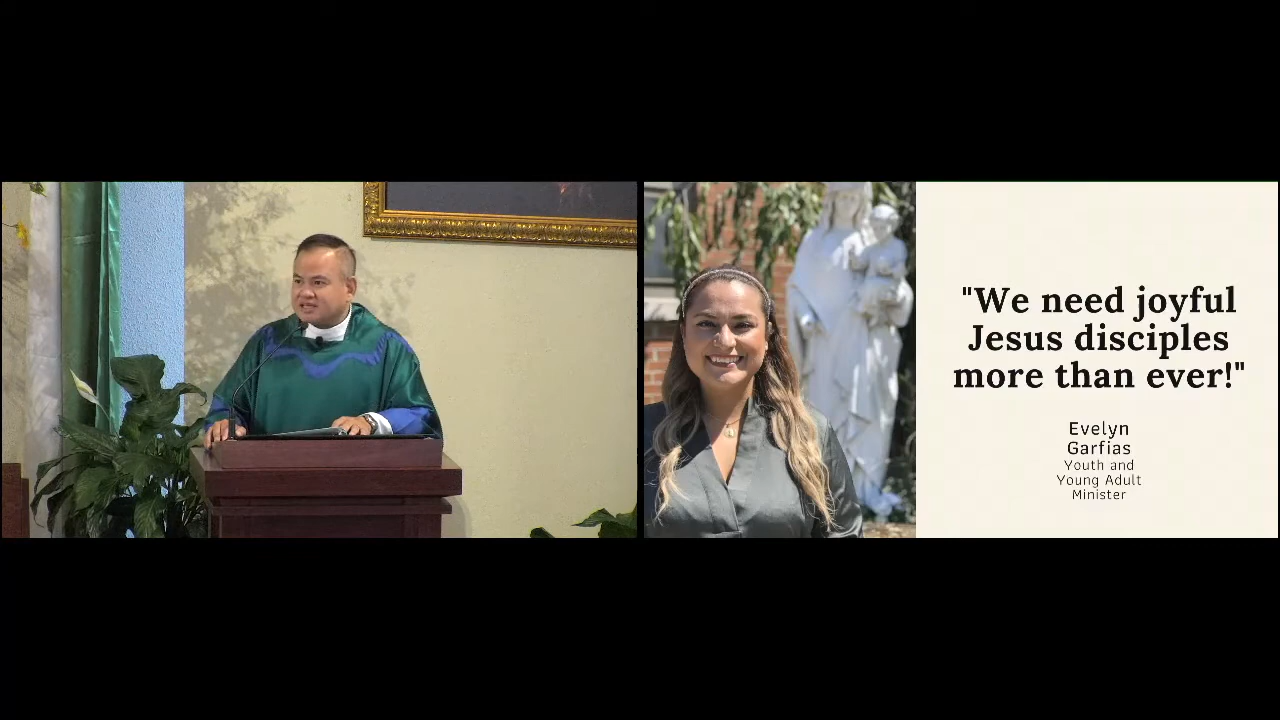 "We need joyful
Jesus disciples
more than ever!"
Evelyn
Garfias
Youth and
Young Adult
Minister